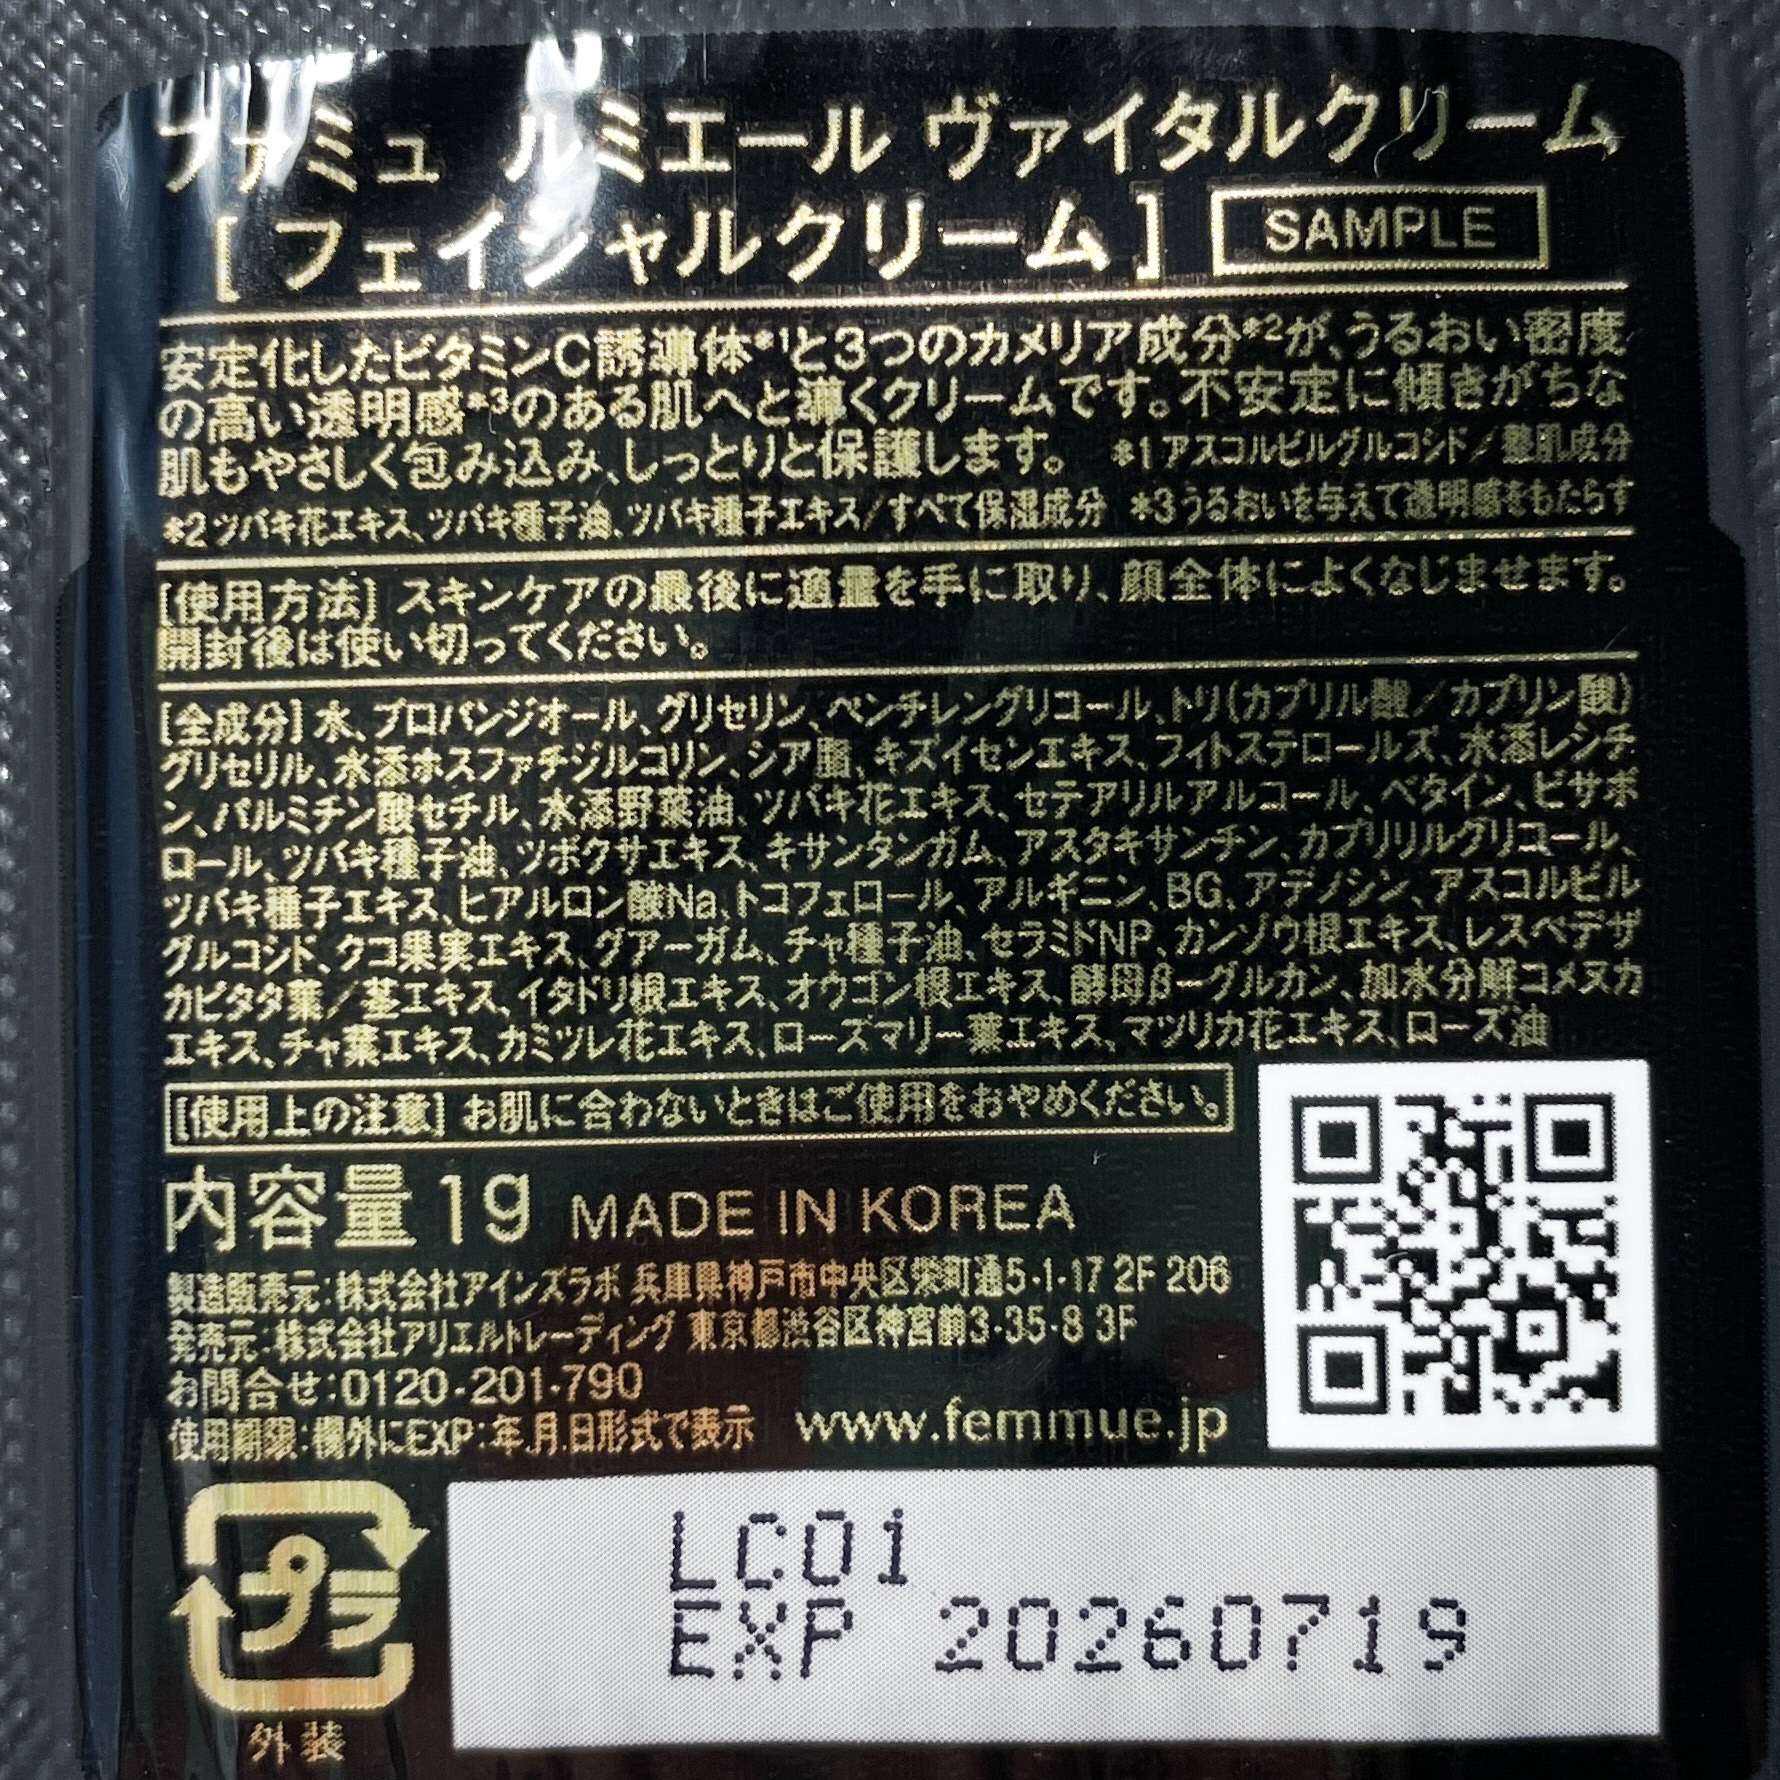 ファミュ ルミエール ヴァイタルクリーム
[フェイシャルクリーム] SAMPLE
安定化したビタミンC誘導体*1と3つのカメリア成分*2が、うるおい密度
の高い透明感*3のある肌へと導くクリームです。不安定に傾きがちな
肌もやさしく包み込み、しっとりと保護します。 *1アスコルビルグルコシド/整肌成分
*2ツバキ花エキス、ツバキ種子油、ツバキ種子エキス/すべて保湿成分 *3うるおいを与えて透明感をもたらす
[使用方法] スキンケアの最後に適量を手に取り、顔全体によくなじませます。
開封後は使い切ってください。
[全成分] 水、プロパンジオール、グリセリン、ペンチレングリコール、トリ(カプリル酸/カプリン酸)
グリセリル、水添ホスファチジルコリン、シア脂、キズイセンエキス、フィトステロールズ、水添レシチ
ン、パルミチン酸セチル、水添野菜油、ツバキ花エキス、セテアリルアルコール、ベタイン、ビサボ
ロール、ツバキ種子油、ツボクサエキス、キサンタンガム、アスタキサンチン、カプリリルグリコール、
ツバキ種子エキス、ヒアルロン酸Na、トコフェロール、アルギニン、BG、アデノシン、アスコルビル
グルコシド、クコ果実エキス、グアーガム、チャ種子油、セラミドNP、カンゾウ根エキス、レスペデザ
カピタタ葉/茎エキス、イタドリ根エキス、オウゴン根エキス、酵母βーグルカン、加水分解コメヌカ
エキス、チャ葉エキス、カミツレ花エキス、ローズマリー葉エキス、マツリカ花エキス、ローズ油
[使用上の注意] お肌に合わないときはご使用をおやめください。
内容量 1g MADE IN KOREA
製造販売元:株式会社アインズラボ 兵庫県神戸市中央区栄町通5-1-17 2F 206
発売元:株式会社アリエルトレーディング 東京都渋谷区神宮前3-35-8 3F
お問合せ:0120-201-790
使用期限:欄外にEXP:年.月.日形式で表示 www.femmue.jp
プラ
外装
LC01
EXP 20260719